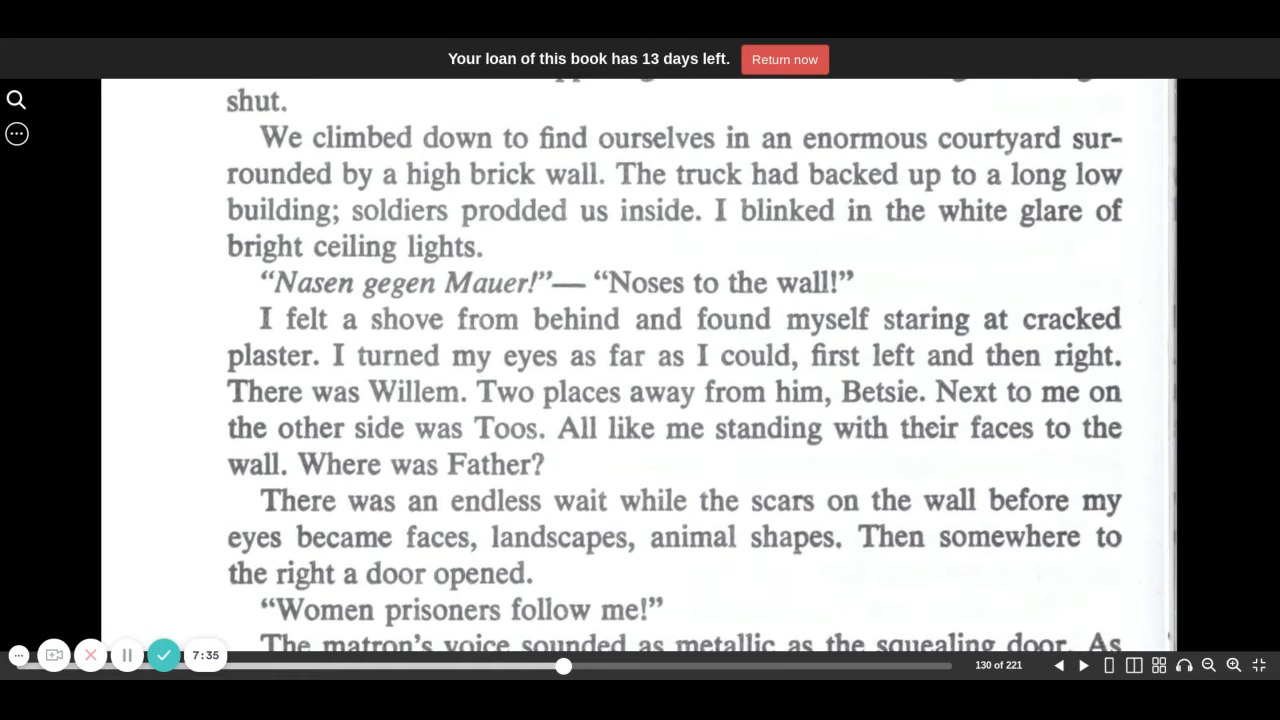 Your loan of this book has 13 days left. Return now
shut.
We climbed down to find ourselves in an enormous courtyard sur-
rounded by a high brick wall. The truck had backed up to a long low
building; soldiers prodded us inside. I blinked in the white glare of
bright ceiling lights.
“Nasen gegen Mauer!”— “Noses to the wall!”
I felt a shove from behind and found myself staring at cracked
plaster. I turned my eyes as far as I could, first left and then right.
There was Willem. Two places away from him, Betsie. Next to me on
the other side was Toos. All like me standing with their faces to the
wall. Where was Father?
There was an endless wait while the scars on the wall before my
eyes became faces, landscapes, animal shapes. Then somewhere to
the right a door opened.
“Women prisoners follow me!”
The matron’s voice sounded as metallic as the squealing door. As
7:35
130 of 221